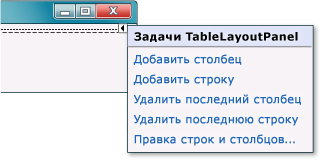 Задачи TableLayoutPanel
Добавить столбец
Добавить строку
Удалить последний столбец
Удалить последнюю строку
Правка строк и столбцов...